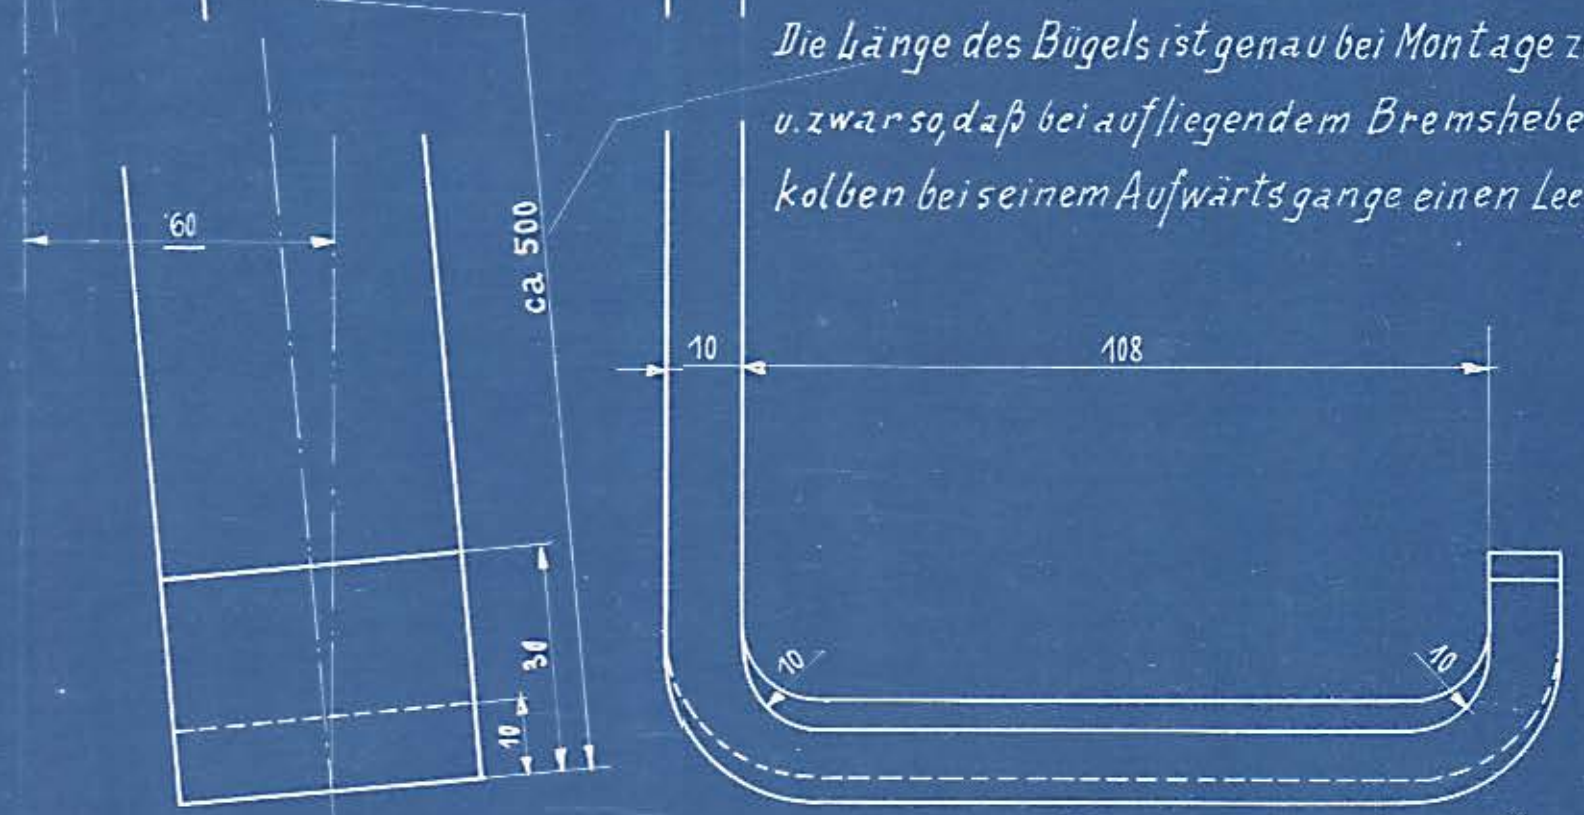 Die Länge des Bügels ist genau bei Montage z
u. zwar so, daß bei aufliegendem Bremshebe
kolben bei seinem Aufwärtsgange einen Lee
60
ca 500
10
108
30
10
10
10